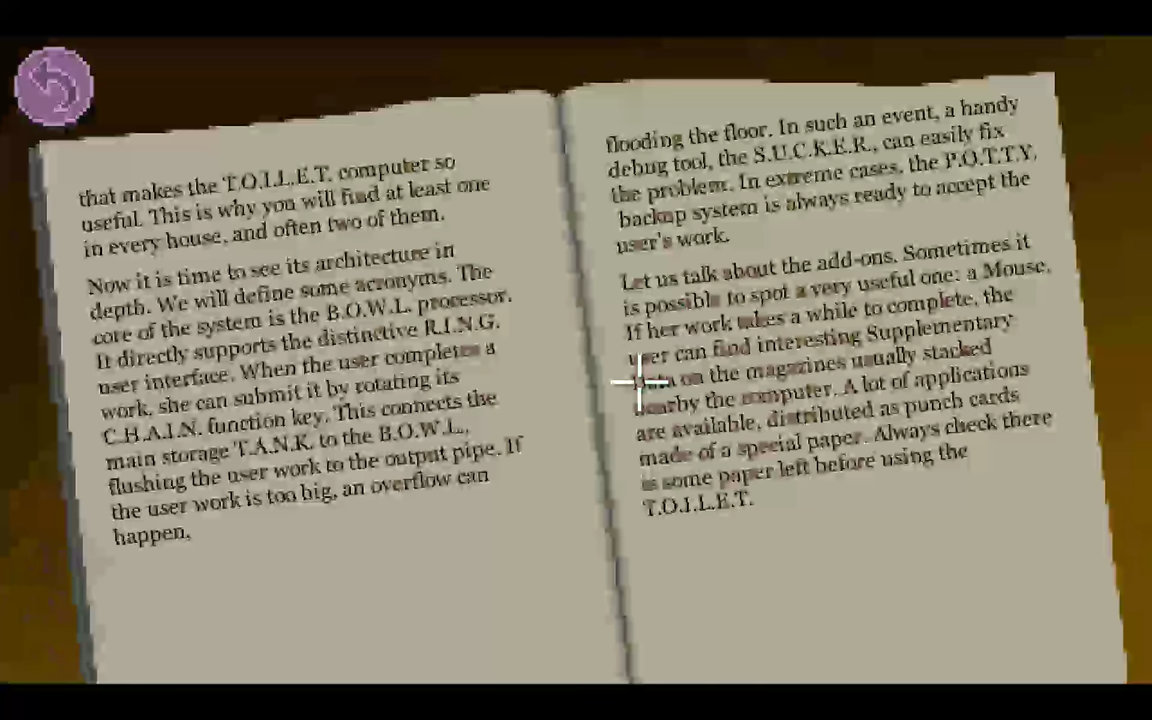 that makes the T.O.I.L.E.T. computer so
useful. This is why you will find at least one
in every house, and often two of them.
Now it is time to see its architecture in
depth. We will define some acronyms. The
core of the system is the B.O.W.L. processor.
It directly supports the distinctive R.I.N.G.
user interface. When the user completes a
work, she can submit it by rotating its
C.H.A.I.N. function key. This connects the
main storage T.A.N.K. to the B.O.W.L.,
flushing the user work to the output pipe. If
the user work is too big, an overflow can
happen,
flooding the floor. In such an event, a handy
debug tool, the S.U.C.K.E.R., can easily fix
the problem. In extreme cases, the P.O.T.T.Y.
backup system is always ready to accept the
user's work.
Let us talk about the add-ons. Sometimes it
is possible to spot a very useful one: a Mouse.
If her work takes a while to complete, the
user can find interesting Supplementary
Data on the magazines usually stacked
nearby the computer. A lot of applications
are available, distributed as punch cards
made of a special paper. Always check there
is some paper left before using the
T.O.I.L.E.T.